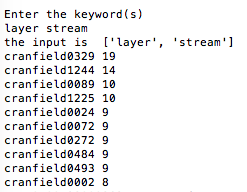 Enter the keyword(s)
layer stream
the input is  ['layer', 'stream']
cranfield0329 19
cranfield1244 14
cranfield0089 10
cranfield1225 10
cranfield0024 9
cranfield0072 9
cranfield0272 9
cranfield0484 9
cranfield0493 9
cranfield0002 8